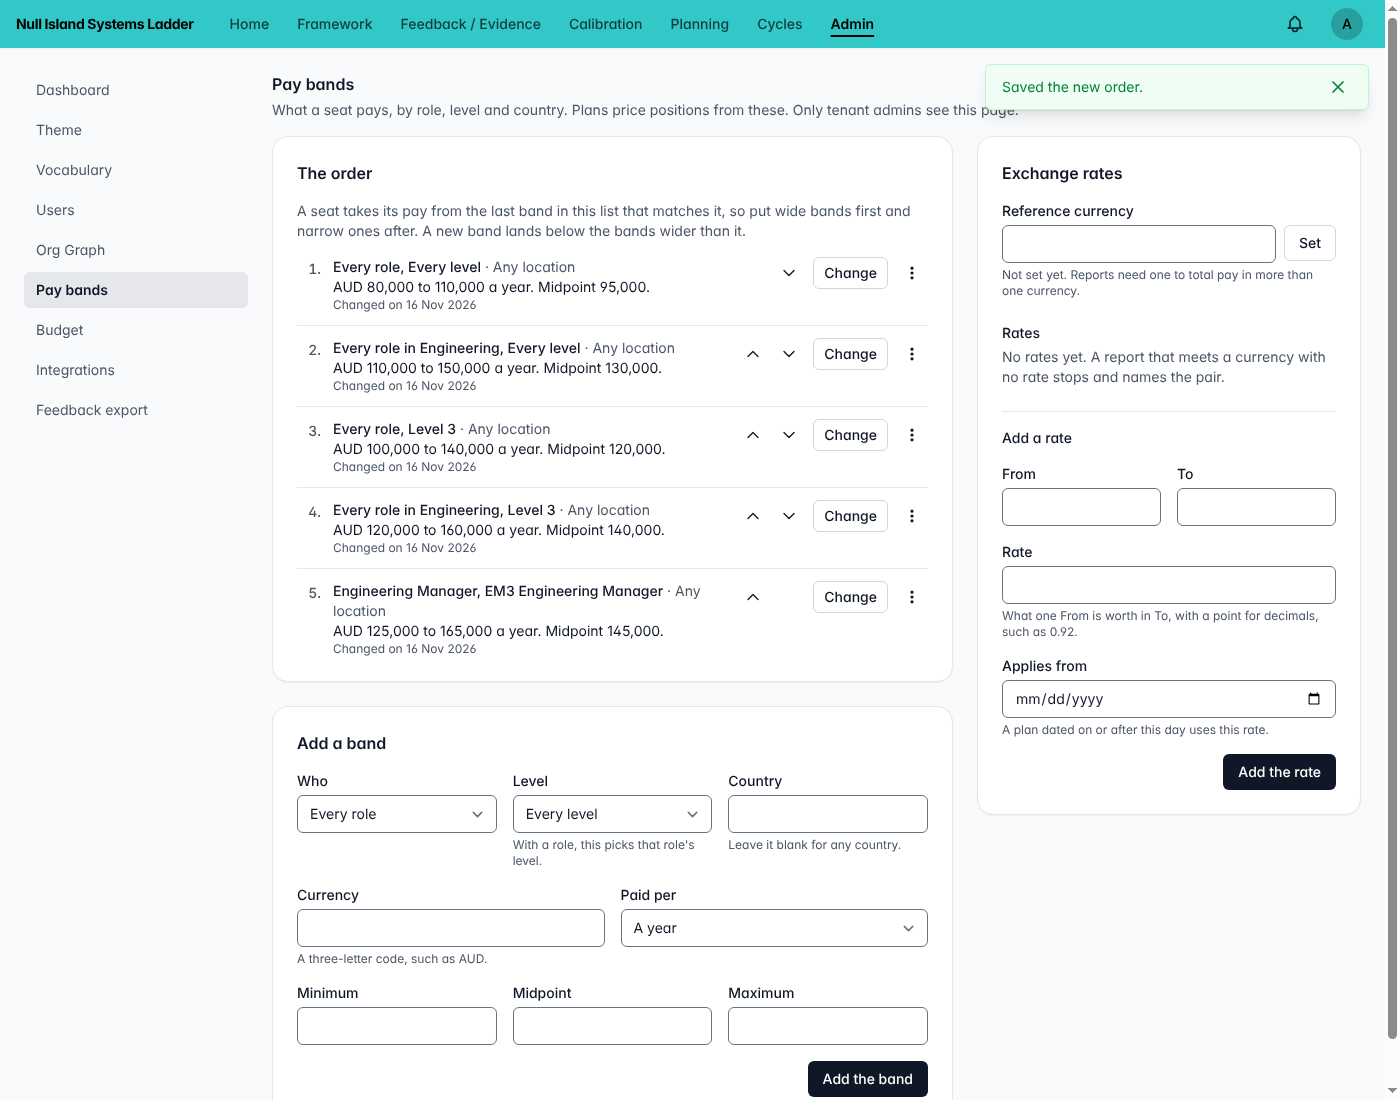 Null Island Systems Ladder
Home
Framework
Feedback / Evidence
Calibration
Planning
Cycles
Admin
A
Dashboard
Theme
Vocabulary
Users
Org Graph
Pay bands
Budget
Integrations
Feedback export
Pay bands
What a seat pays, by role, level and country. Plans price positions from these. Only tenant admins see this page.
Saved the new order.
The order
A seat takes its pay from the last band in this list that matches it, so put wide bands first and
narrow ones after. A new band lands below the bands wider than it.
1. Every role, Every level · Any location
AUD 80,000 to 110,000 a year. Midpoint 95,000.
Changed on 16 Nov 2026
Change
2. Every role in Engineering, Every level · Any location
AUD 110,000 to 150,000 a year. Midpoint 130,000.
Changed on 16 Nov 2026
Change
3. Every role, Level 3 · Any location
AUD 100,000 to 140,000 a year. Midpoint 120,000.
Changed on 16 Nov 2026
Change
4. Every role in Engineering, Level 3 · Any location
AUD 120,000 to 160,000 a year. Midpoint 140,000.
Changed on 16 Nov 2026
Change
5. Engineering Manager, EM3 Engineering Manager · Any
location
AUD 125,000 to 165,000 a year. Midpoint 145,000.
Changed on 16 Nov 2026
Change
Add a band
Who
Every role
Level
Every level
With a role, this picks that role's
level.
Country
Leave it blank for any country.
Currency
A three-letter code, such as AUD.
Paid per
A year
Minimum
Midpoint
Maximum
Add the band
Exchange rates
Reference currency
Set
Not set yet. Reports need one to total pay in more than
one currency.
Rates
No rates yet. A report that meets a currency with
no rate stops and names the pair.
Add a rate
From
To
Rate
What one From is worth in To, with a point for decimals,
such as 0.92.
Applies from
mm/dd/yyyy
A plan dated on or after this day uses this rate.
Add the rate